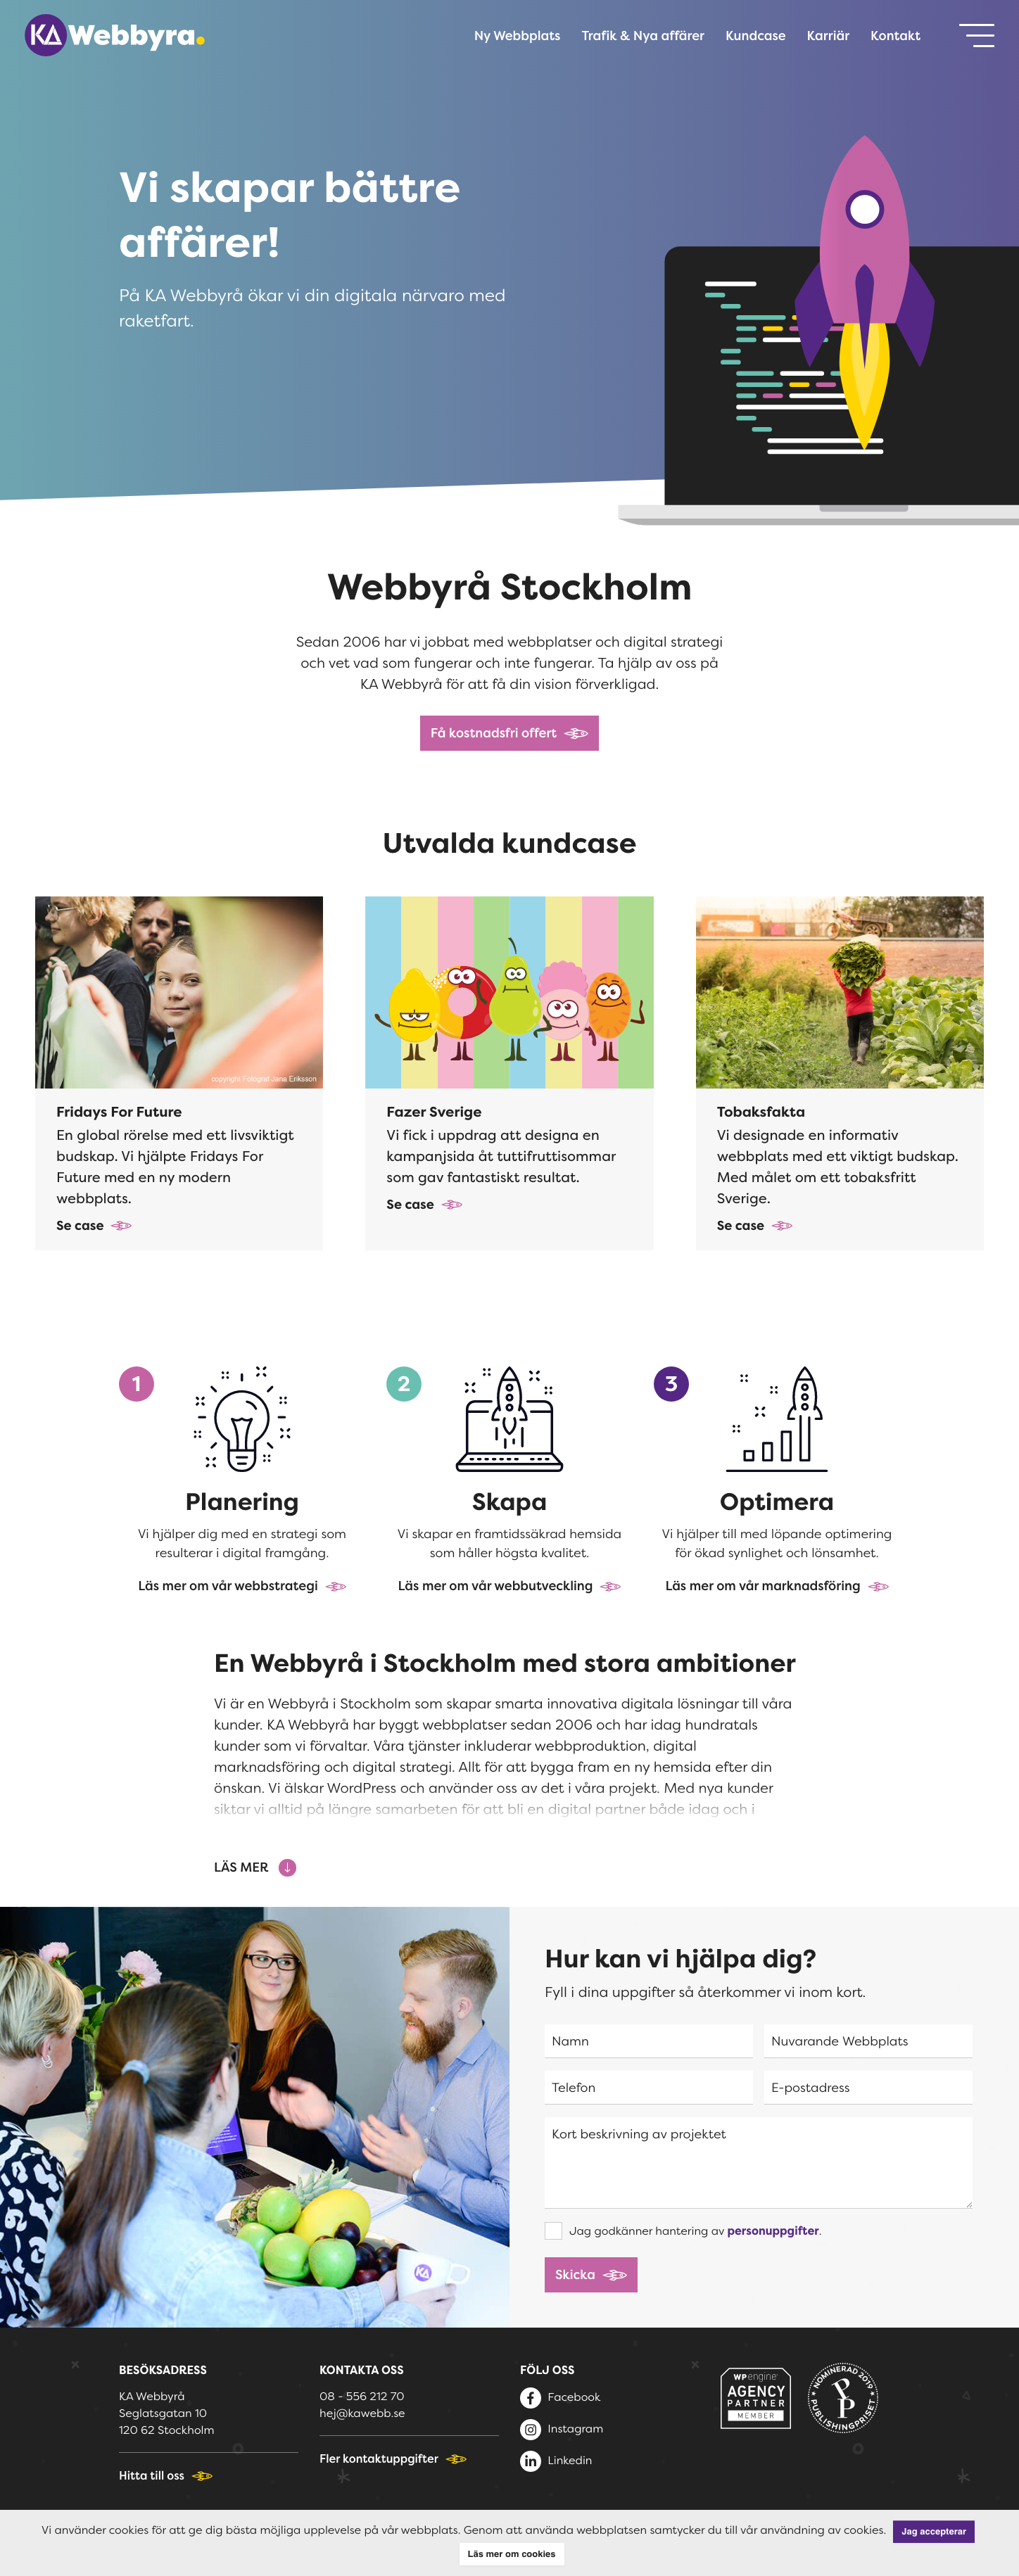 KA Webbyra.
Ny Webbplats Trafik & Nya affärer Kundcase Karriär Kontakt
Vi skapar bättre
affärer!
På KA Webbyrå ökar vi din digitala närvaro med
raketfart.
Webbyrå Stockholm
Sedan 2006 har vi jobbat med webbplatser och digital strategi
och vet vad som fungerar och inte fungerar. Ta hjälp av oss på
KA Webbyrå för att få din vision förverkligad.
Få kostnadsfri offert
Utvalda kundcase
copyright Fotograf Jana Eriksson
Fridays For Future
En global rörelse med ett livsviktigt
budskap. Vi hjälpte Fridays For
Future med en ny modern
webbplats.
Se case
Fazer Sverige
Vi fick i uppdrag att designa en
kampanjsida åt tuttifruttisommar
som gav fantastiskt resultat.
Se case
Tobaksfakta
Vi designade en informativ
webbplats med ett viktigt budskap.
Med målet om ett tobaksfritt
Sverige.
Se case
1
Planering
Vi hjälper dig med en strategi som
resulterar i digital framgång.
Läs mer om vår webbstrategi
2
Skapa
Vi skapar en framtidssäkrad hemsida
som håller högsta kvalitet.
Läs mer om vår webbutveckling
3
Optimera
Vi hjälper till med löpande optimering
för ökad synlighet och lönsamhet.
Läs mer om vår marknadsföring
En Webbyrå i Stockholm med stora ambitioner
Vi är en Webbyrå i Stockholm som skapar smarta innovativa digitala lösningar till våra
kunder. KA Webbyrå har byggt webbplatser sedan 2006 och har idag hundratals
kunder som vi förvaltar. Våra tjänster inkluderar webbproduktion, digital
marknadsföring och digital strategi. Allt för att bygga fram en ny hemsida efter din
önskan. Vi älskar WordPress och använder oss av det i våra projekt. Med nya kunder
siktar vi alltid på längre samarbeten för att bli en digital partner både idag och i
LÄS MER
KA
Hur kan vi hjälpa dig?
Fyll i dina uppgifter så återkommer vi inom kort.
Namn
Nuvarande Webbplats
Telefon
E-postadress
Kort beskrivning av projektet
Jag godkänner hantering av personuppgifter.
Skicka
BESÖKSADRESS
KA Webbyrå
Seglatsgatan 10
120 62 Stockholm
Hitta till oss
KONTAKTA OSS
08 - 556 212 70
hej@kawebb.se
Fler kontaktuppgifter
FÖLJ OSS
Facebook
Instagram
Linkedin
WP engine
AGENCY
PARTNER
MEMBER
NOMINERAD 2019
PP
PUBLISHINGPRISET
Vi använder cookies för att ge dig bästa möjliga upplevelse på vår webbplats. Genom att använda webbplatsen samtycker du till vår användning av cookies. Jag accepterar
Läs mer om cookies